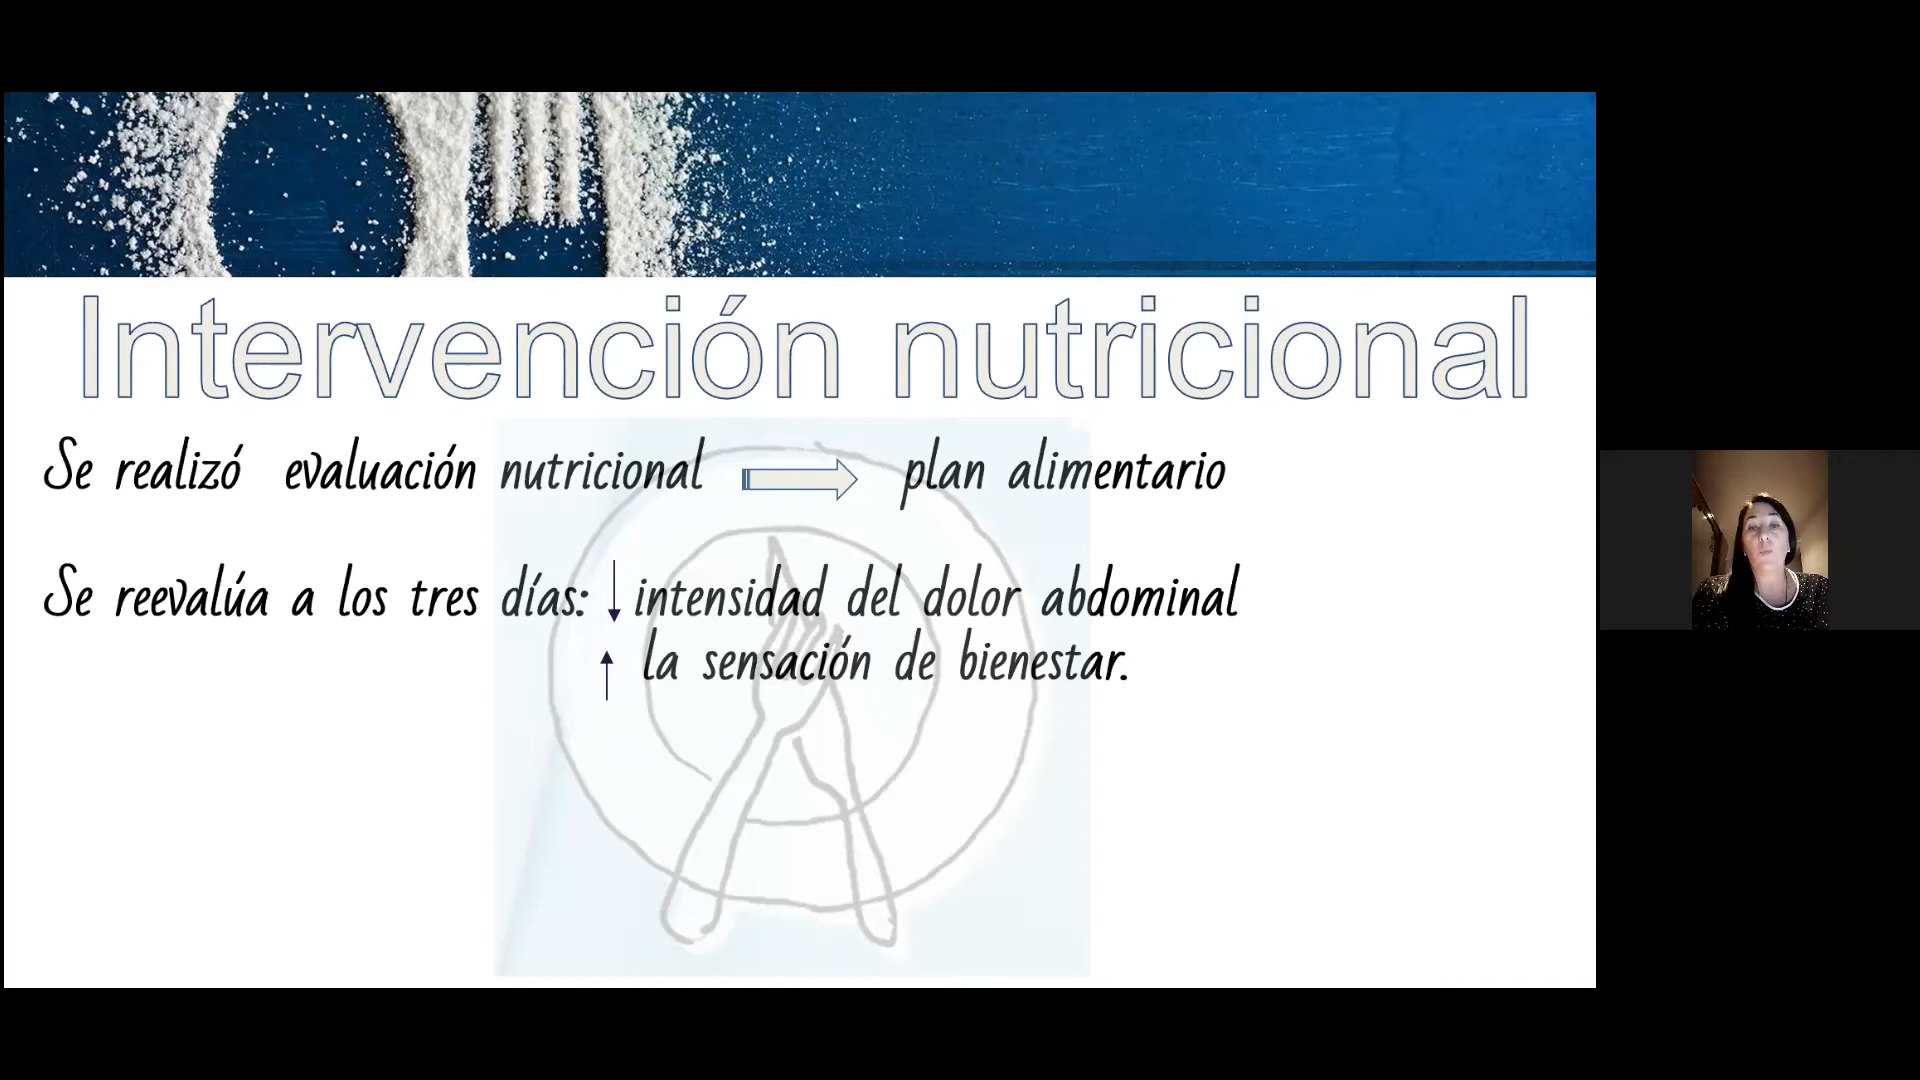 Intervención nutricional
Se realizó evaluación nutricional plan alimentario
Se reevalúa a los tres días: intensidad del dolor abdominal
la sensación de bienestar.